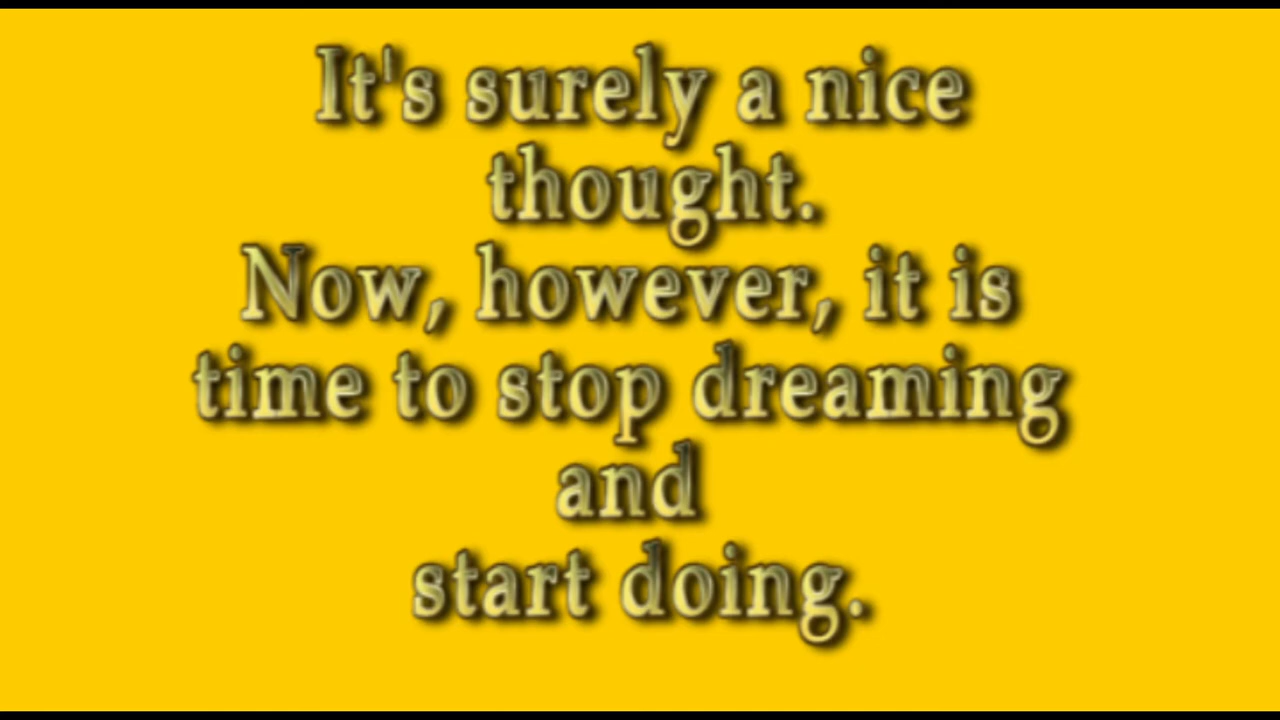 It's surely a nice
thought.
Now, however, it is
time to stop dreaming
and
start doing.